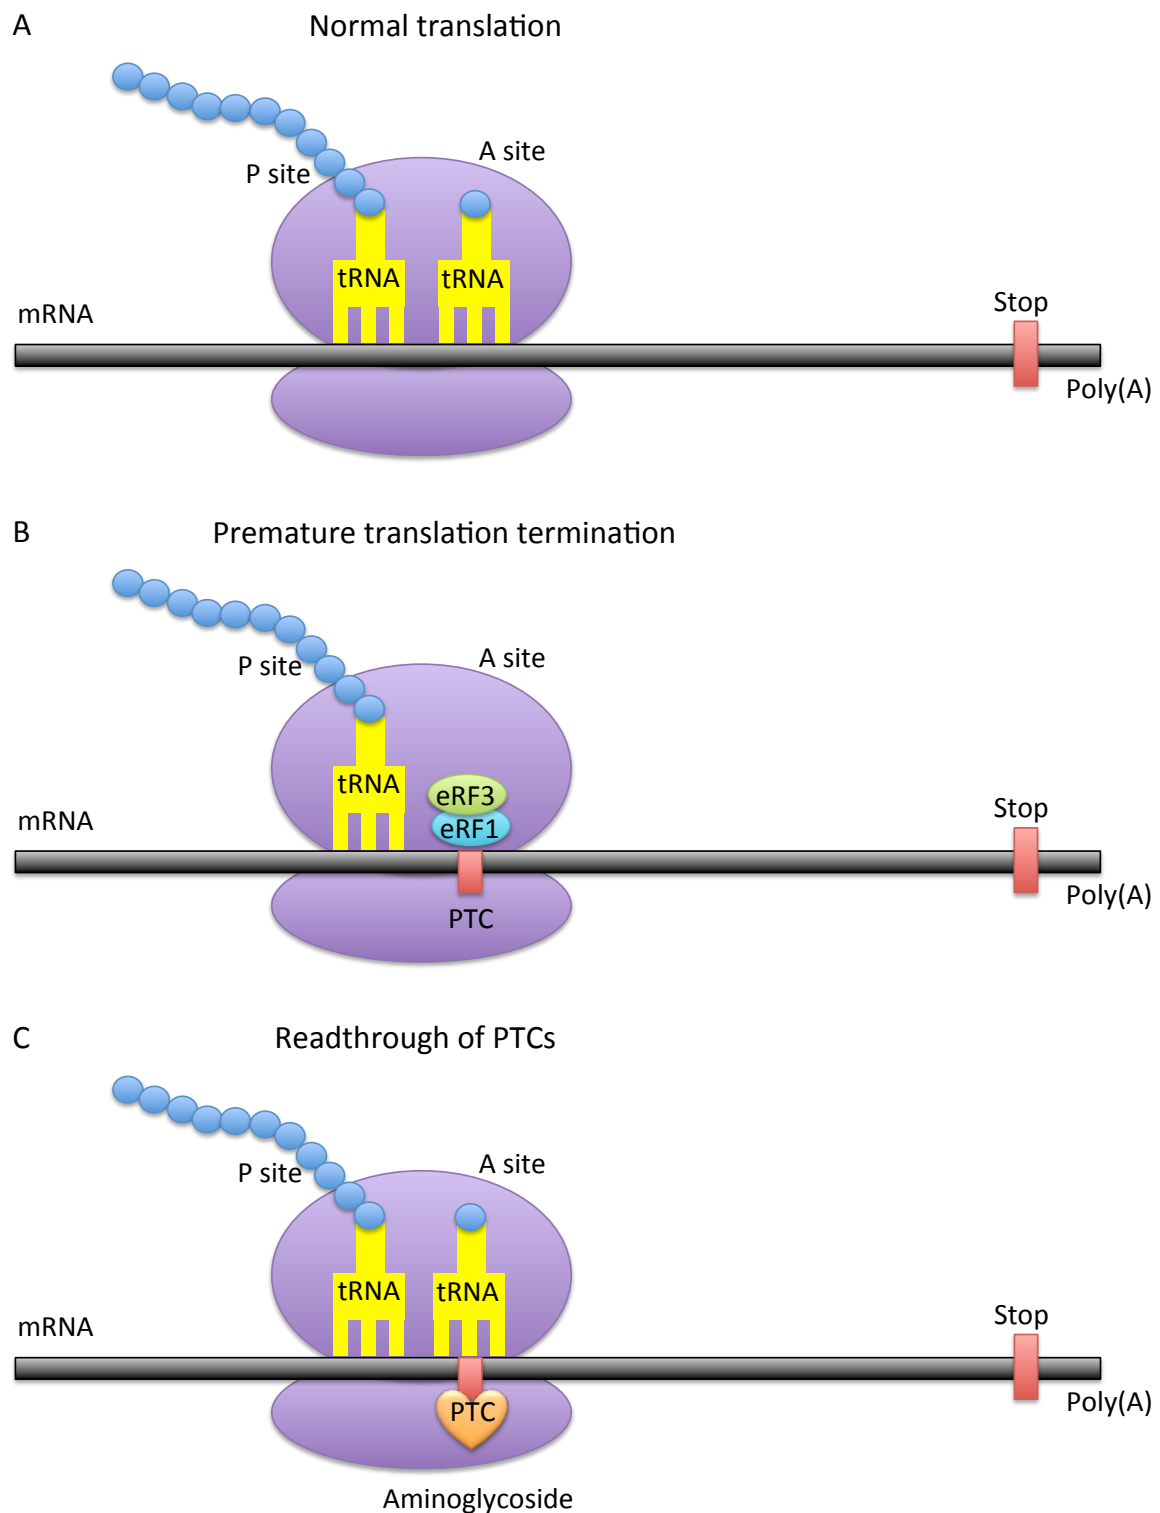 A
Normal translation
A site
P site
tRNA
tRNA
mRNA
Stop
Poly(A)
B
Premature translation termination
A site
P site
tRNA
eRF3
eRF1
mRNA
Stop
Poly(A)
PTC
C
Readthrough of PTCs
A site
P site
tRNA
tRNA
mRNA
Stop
Poly(A)
PTC
Aminoglycoside